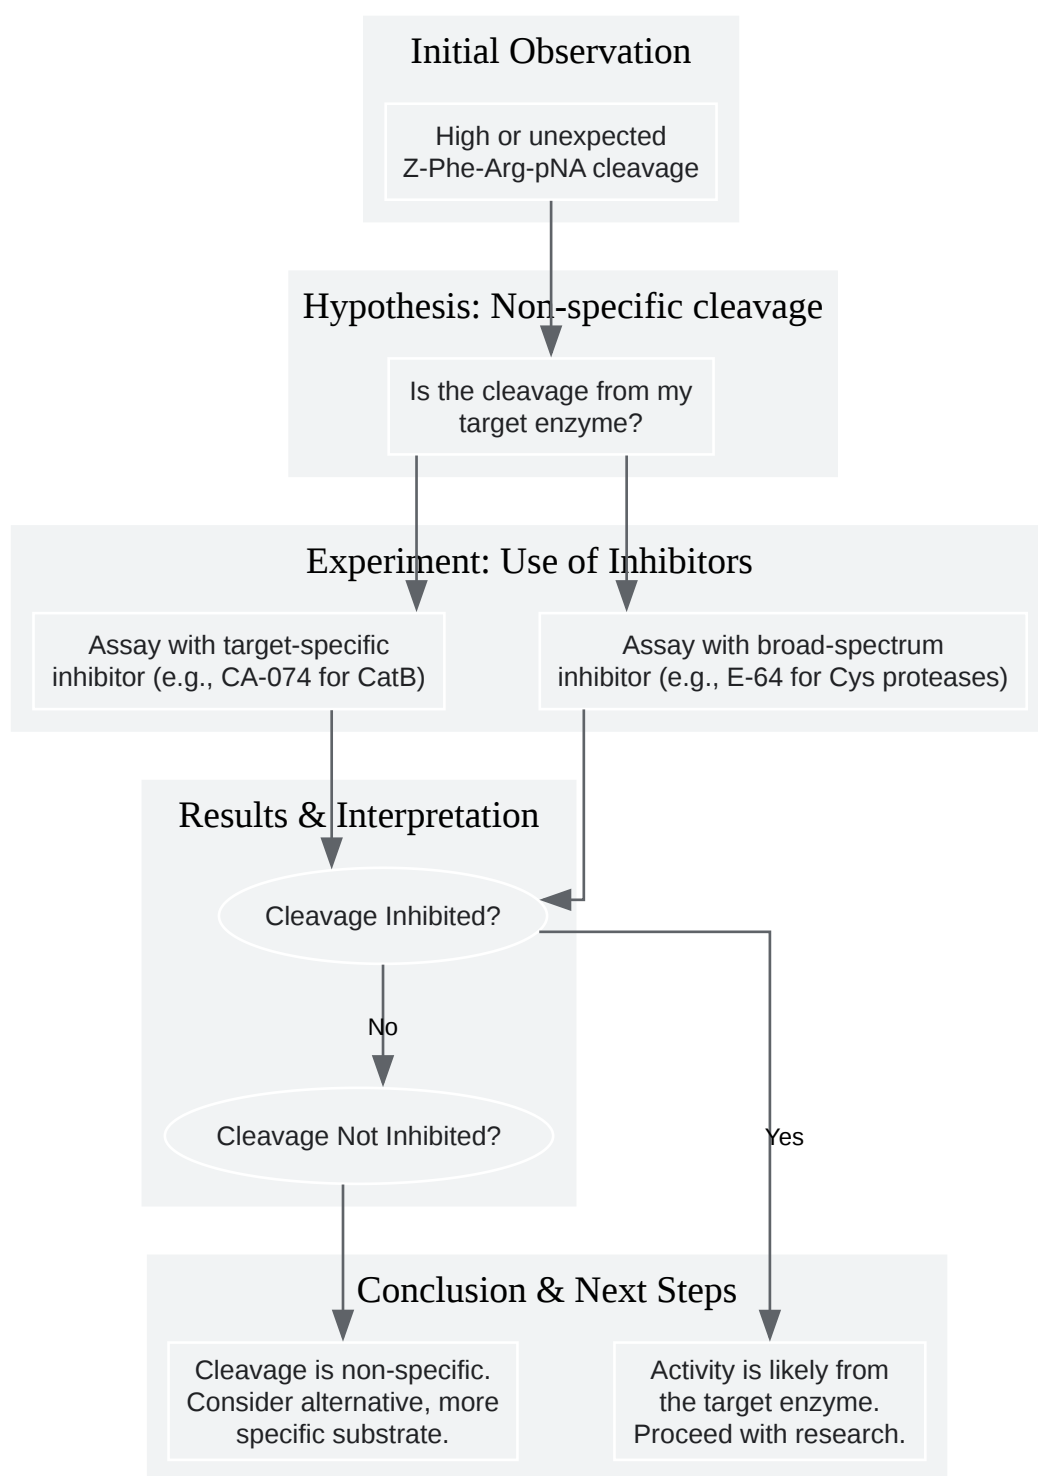 Initial Observation
High or unexpected
Z-Phe-Arg-pNA cleavage
Hypothesis: Non-specific cleavage
Is the cleavage from my
target enzyme?
Experiment: Use of Inhibitors
Assay with target-specific
inhibitor (e.g., CA-074 for CatB)
Assay with broad-spectrum
inhibitor (e.g., E-64 for Cys proteases)
Results & Interpretation
Cleavage Inhibited?
No
Cleavage Not Inhibited?
Yes
Conclusion & Next Steps
Cleavage is non-specific.
Consider alternative, more
specific substrate.
Activity is likely from
the target enzyme.
Proceed with research.